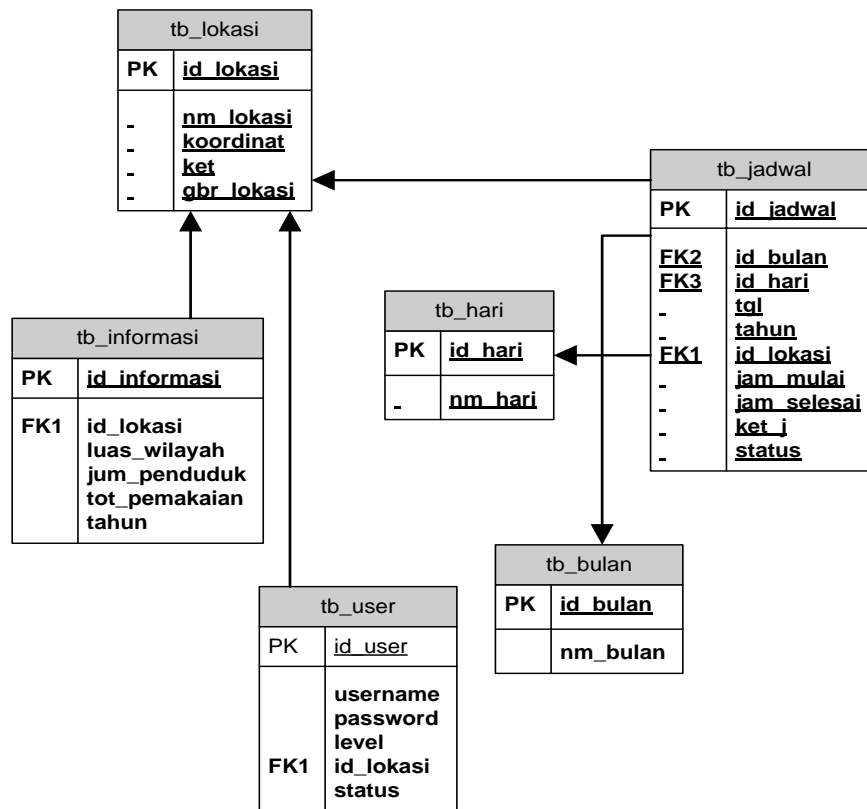 tb_lokasi
PK id_lokasi
- nm_lokasi
- koordinat
- ket
- gbr_lokasi
tb_jadwal
PK id_jadwal
FK2 id_bulan
FK3 id_hari
- tgl
- tahun
FK1 id_lokasi
- jam_mulai
- jam_selesai
- ket_j
- status
tb_hari
PK id_hari
- nm_hari
tb_informasi
PK id_informasi
FK1 id_lokasi
luas_wilayah
jum_penduduk
tot_pemakaian
tahun
tb_bulan
PK id_bulan
nm_bulan
tb_user
PK id_user
username
password
level
FK1 id_lokasi
status